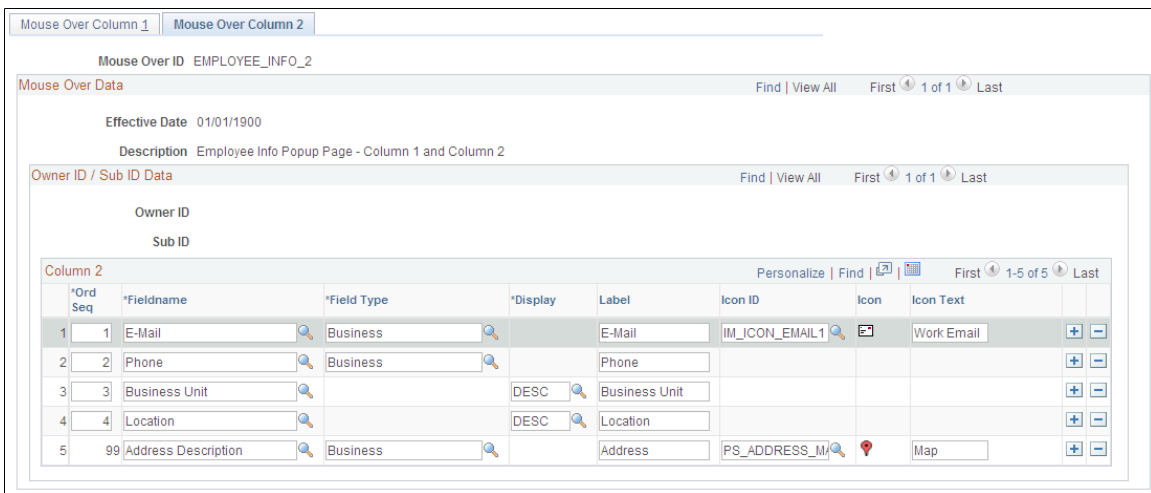 Mouse Over Column 1 Mouse Over Column 2
Mouse Over ID EMPLOYEE_INFO_2
Mouse Over Data Find | View All First 1 of 1 Last
Effective Date 01/01/1900
Description Employee Info Popup Page - Column 1 and Column 2
Owner ID / Sub ID Data Find | View All First 1 of 1 Last
Owner ID
Sub ID
Column 2 Personalize | Find | | First 1-5 of 5 Last
*Ord Seq *Fieldname *Field Type *Display Label Icon ID Icon Icon Text
1 1 E-Mail Business E-Mail IM_ICON_EMAIL1 Work Email + -
2 2 Phone Business Phone + -
3 3 Business Unit DESC Business Unit + -
4 4 Location DESC Location + -
5 99 Address Description Business Address PS_ADDRESS_MA Map + -